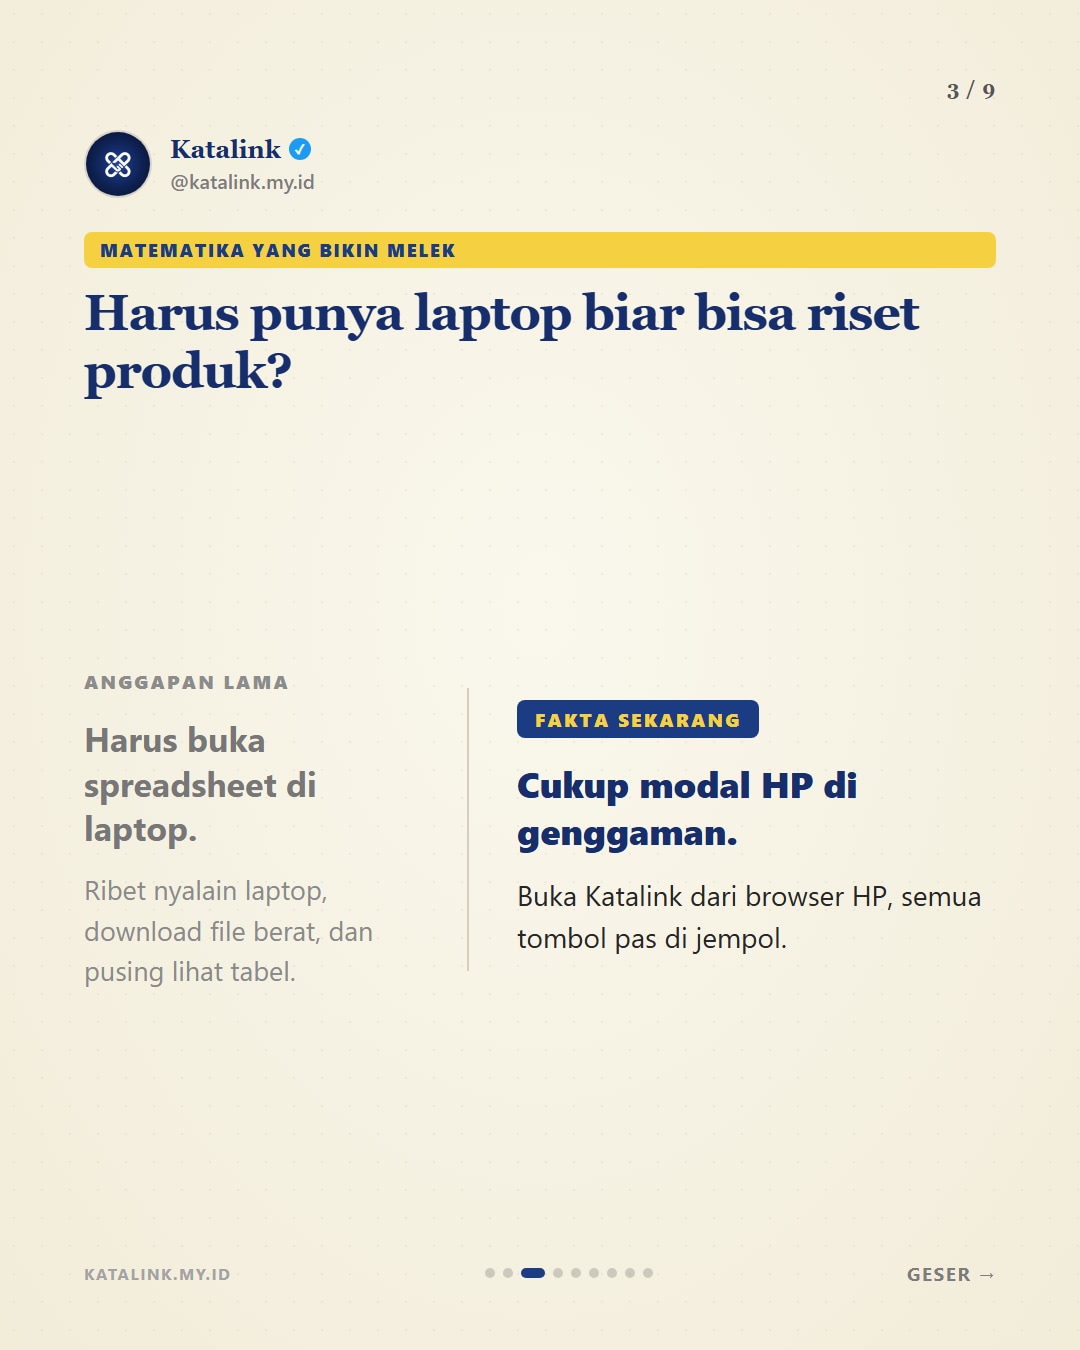 3 / 9
Katalink
@katalink.my.id
MATEMATIKA YANG BIKIN MELEK
Harus punya laptop biar bisa riset
produk?
ANGGAPAN LAMA
Harus buka
spreadsheet di
laptop.
Ribet nyalain laptop,
download file berat, dan
pusing lihat tabel.
FAKTA SEKARANG
Cukup modal HP di
genggaman.
Buka Katalink dari browser HP, semua
tombol pas di jempol.
KATALINK.MY.ID
GESER →